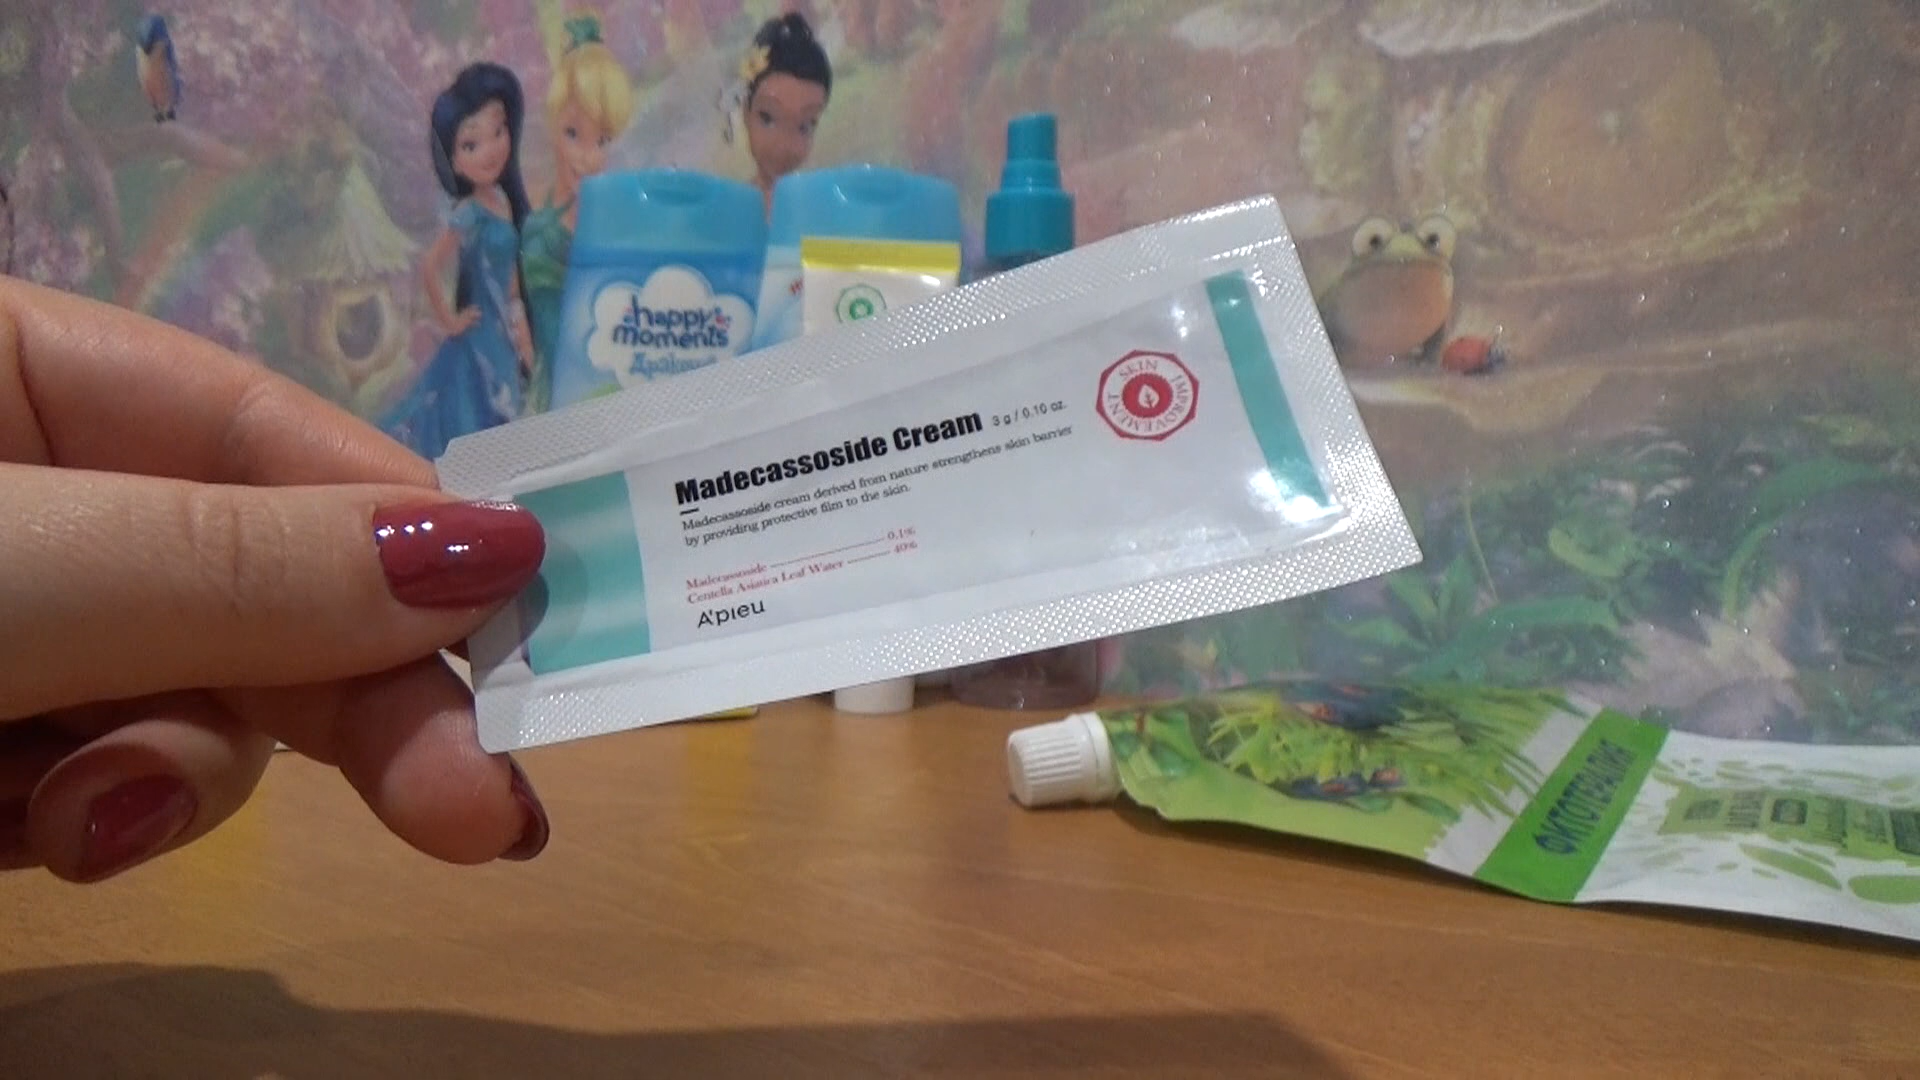 happy
moments
Madecassoside Cream 3 g / 0.10 oz.
Madecassoside cream derived from nature strengthens skin barrier
by providing protective film to the skin.
Madecassoside 0.1%
Centella Asiatica Leaf Water 40%
A'pieu
SKIN IMPROVEMENT